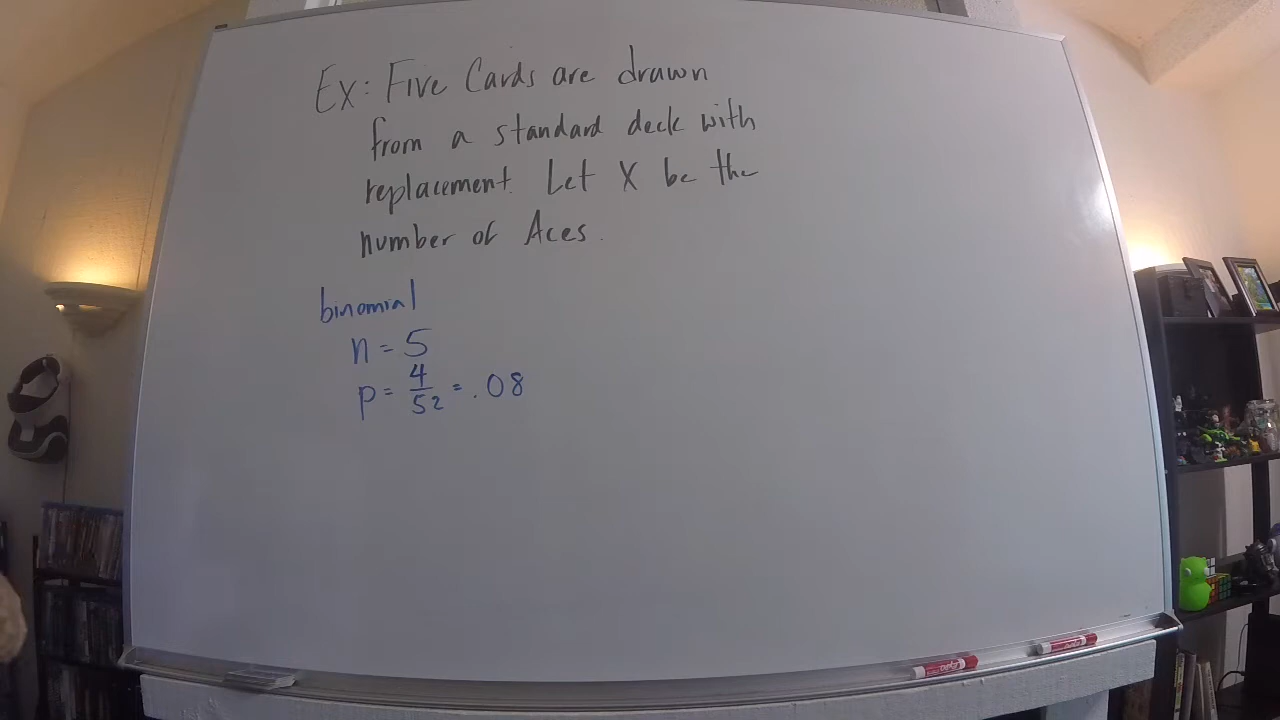 Ex: Five Cards are drawn
from a standard deck with
replacement. Let X be the
number of Aces.
binomial
n = 5
p = 4/52 = .08